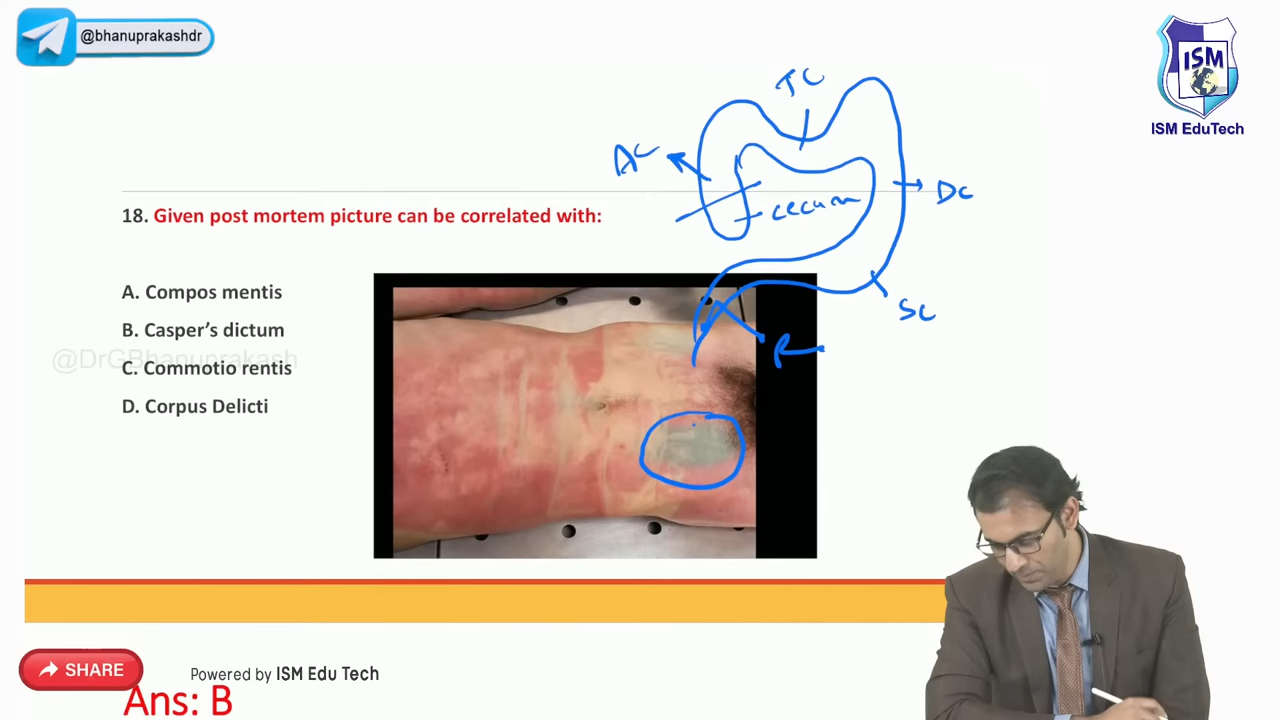 @bhanuprakashdr
ISM
ISM EduTech
TC
AC
DC
cecum
SC
R
18. Given post mortem picture can be correlated with:
A. Compos mentis
B. Casper's dictum
@DrGBhanuprakash
C. Commotio rentis
D. Corpus Delicti
SHARE
Powered by ISM Edu Tech
Ans: B